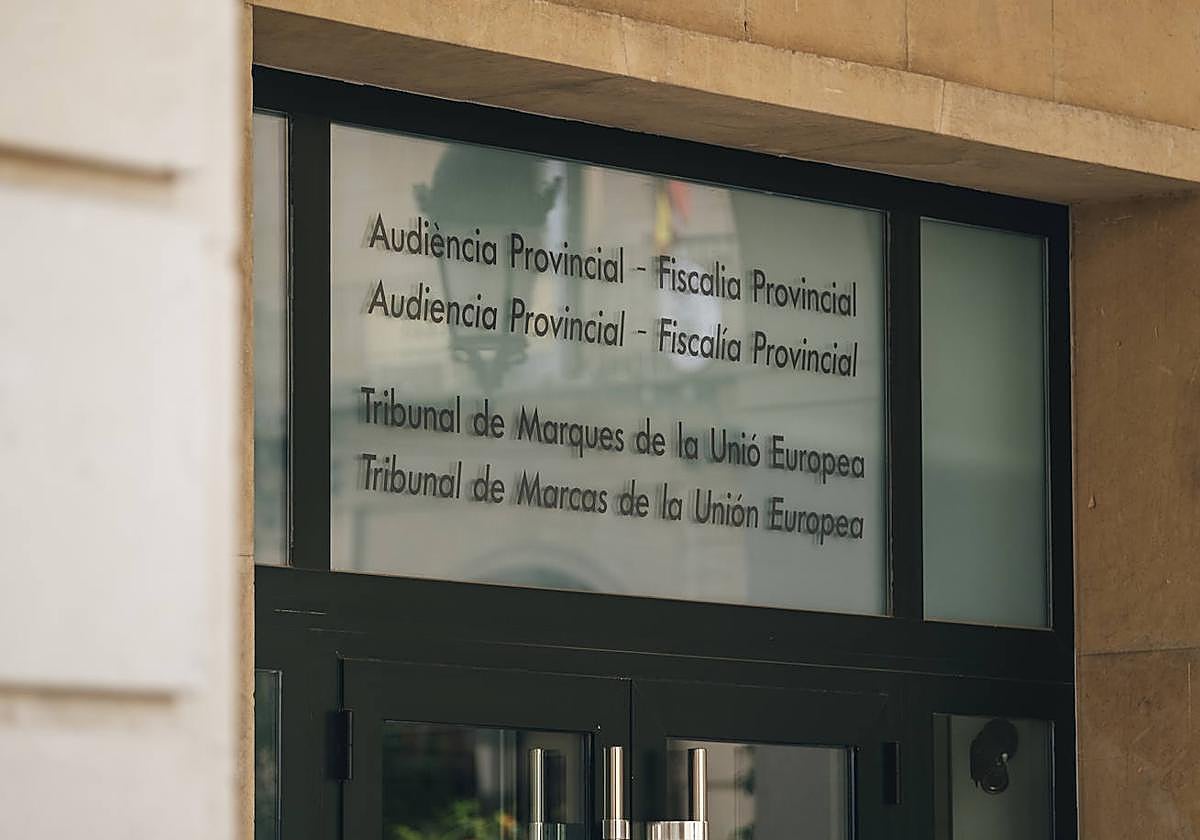 Audiència Provincial - Fiscalia Provincial
Audiencia Provincial - Fiscalía Provincial
Tribunal de Marques de la Unió Europea
Tribunal de Marcas de la Unión Europea